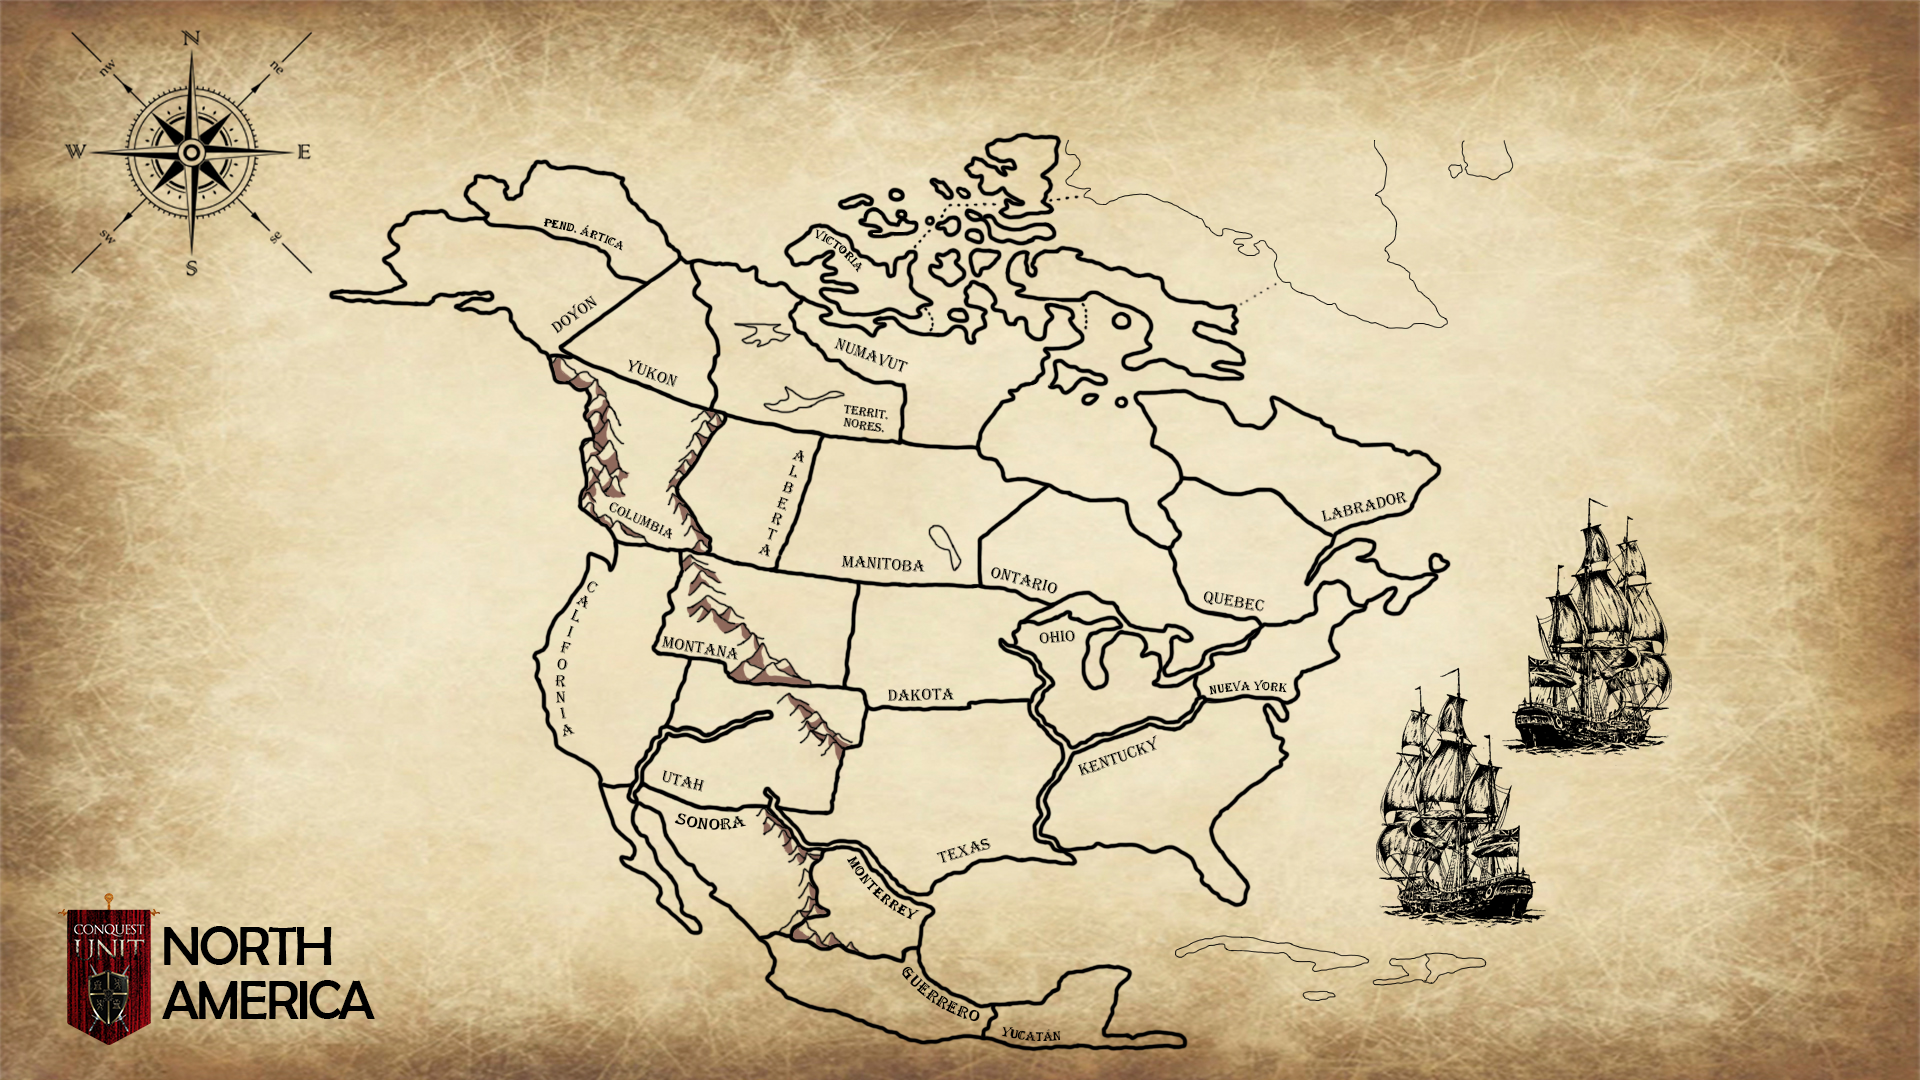 N
nw
ne
W
E
sw
se
S
PEND. ÁRTICA
VICTORIA
DOYON
YUKON
NUMAVUT
TERRIT.
NORES.
ALBERTA
COLUMBIA
LABRADOR
MANITOBA
ONTARIO
QUEBEC
CALIFORNIA
OHIO
MONTANA
DAKOTA
NUEVA YORK
KENTUCKY
UTAH
SONORA
TEXAS
MONTERREY
GUERRERO
YUCATÁN
CONQUEST
UNIT
NORTH
AMERICA